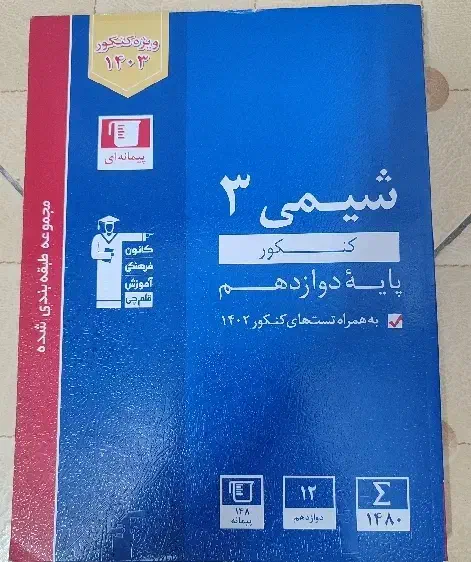 ویژه کنکور
۱۴۰۳
پیمانه‌ای
مجموعه طبقه‌بندی شده
شیمی ۳
کنکور
پایهٔ دوازدهم
به همراه تست‌های کنکور ۱۴۰۲
کانون
فرهنگی
آموزش
قلم‌چی
۱۴۸
پیمانه
۱۲
دوازدهم
Σ
۱۴۸۰